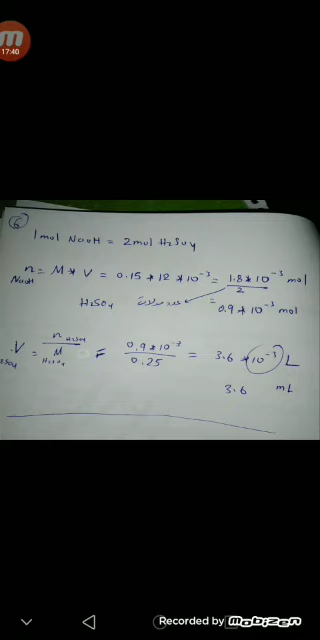 17:40
6
1mol NaOH = 2mol H2SO4
n NaOH = M * V = 0.15 * 12 * 10^-3 = 1.8 * 10^-3 / 2 mol
H2SO4 عدد مولات = 0.9 * 10^-3 mol
V H2SO4 = n H2SO4 / M H2SO4 = 0.9 * 10^-3 / 0.25 = 3.6 * 10^-3 L
3.6 mL
Recorded by Mobizen